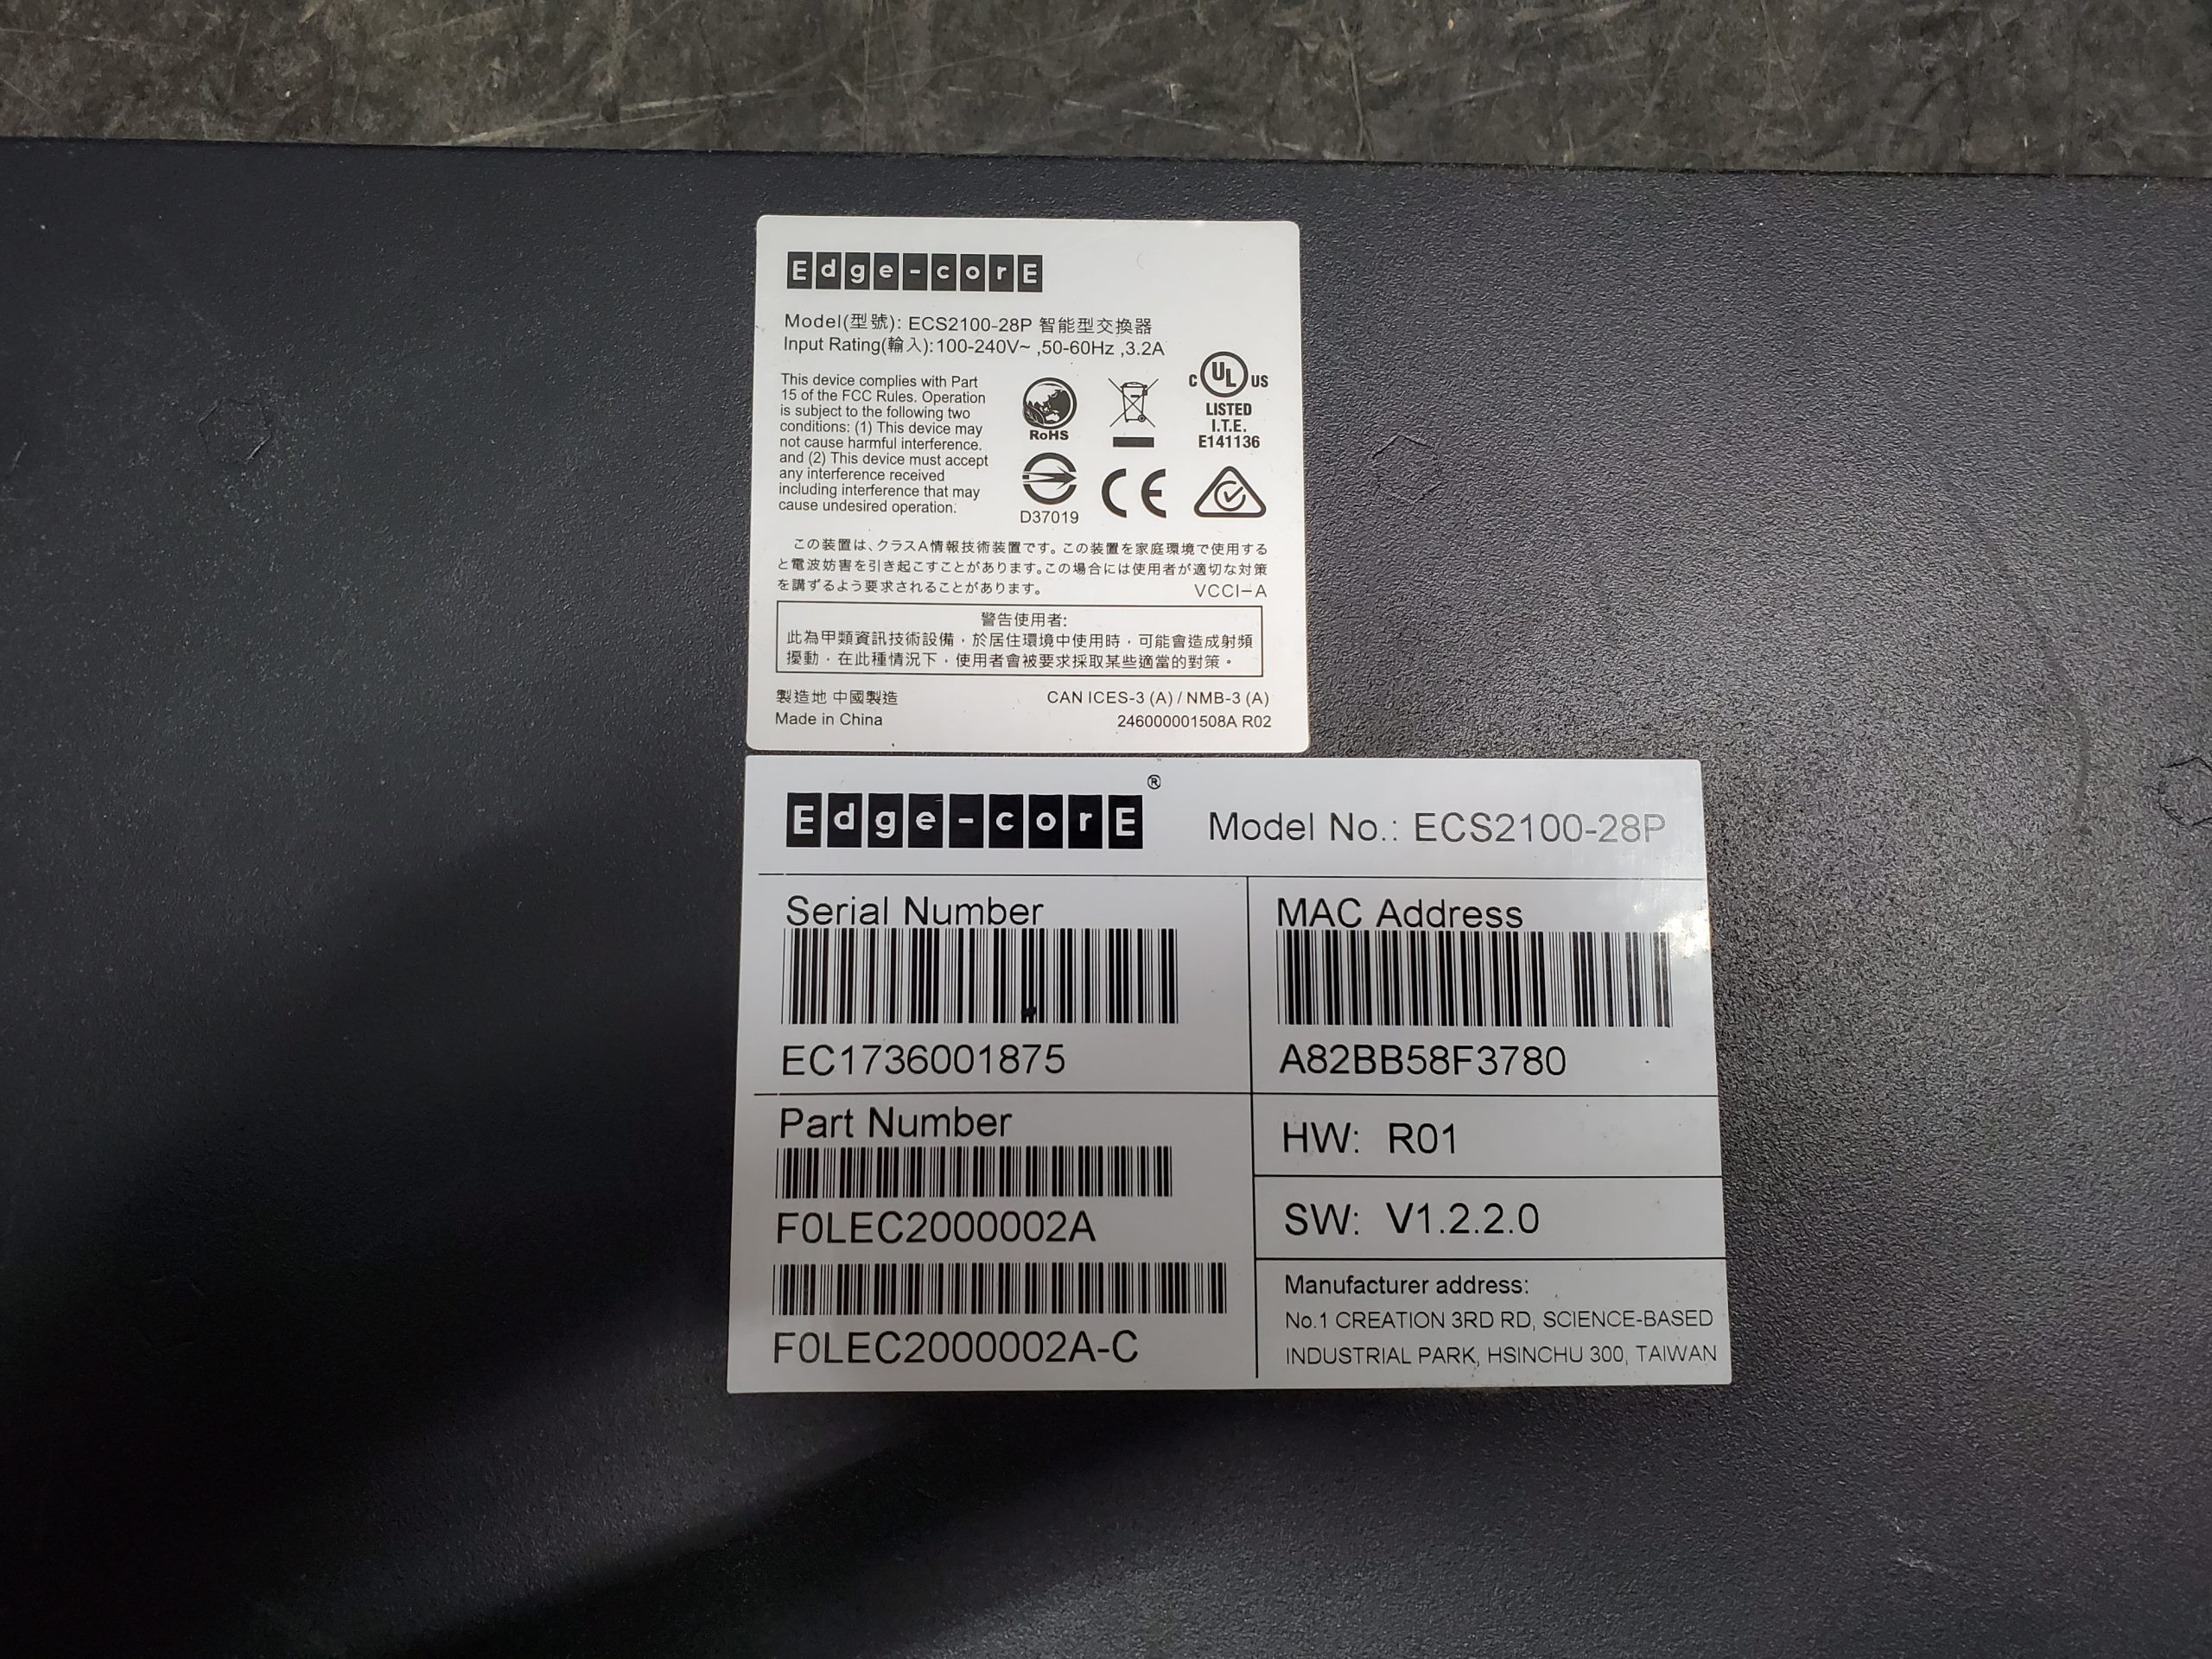 Edge-corE
Model(型號): ECS2100-28P 智能型交換器
Input Rating(輸入):100-240V~ ,50-60Hz ,3.2A
This device complies with Part
15 of the FCC Rules. Operation
is subject to the following two
conditions: (1) This device may
not cause harmful interference,
and (2) This device must accept
any interference received
including interference that may
cause undesired operation.
RoHS
C UL US
LISTED
I.T.E.
E141136
D37019
CE
この装置は、クラスA情報技術装置です。この装置を家庭環境で使用する
と電波妨害を引き起こすことがあります。この場合には使用者が適切な対策
を講ずるよう要求されることがあります。 VCCI-A
警告使用者:
此為甲類資訊技術設備，於居住環境中使用時，可能會造成射頻
擾動，在此種情況下，使用者會被要求採取某些適當的對策。
製造地 中國製造 CAN ICES-3 (A) / NMB-3 (A)
Made in China 246000001508A R02
Edge-corE® Model No.: ECS2100-28P
Serial Number
EC1736001875
MAC Address
A82BB58F3780
Part Number
F0LEC2000002A
F0LEC2000002A-C
HW: R01
SW: V1.2.2.0
Manufacturer address:
No.1 CREATION 3RD RD, SCIENCE-BASED
INDUSTRIAL PARK, HSINCHU 300, TAIWAN